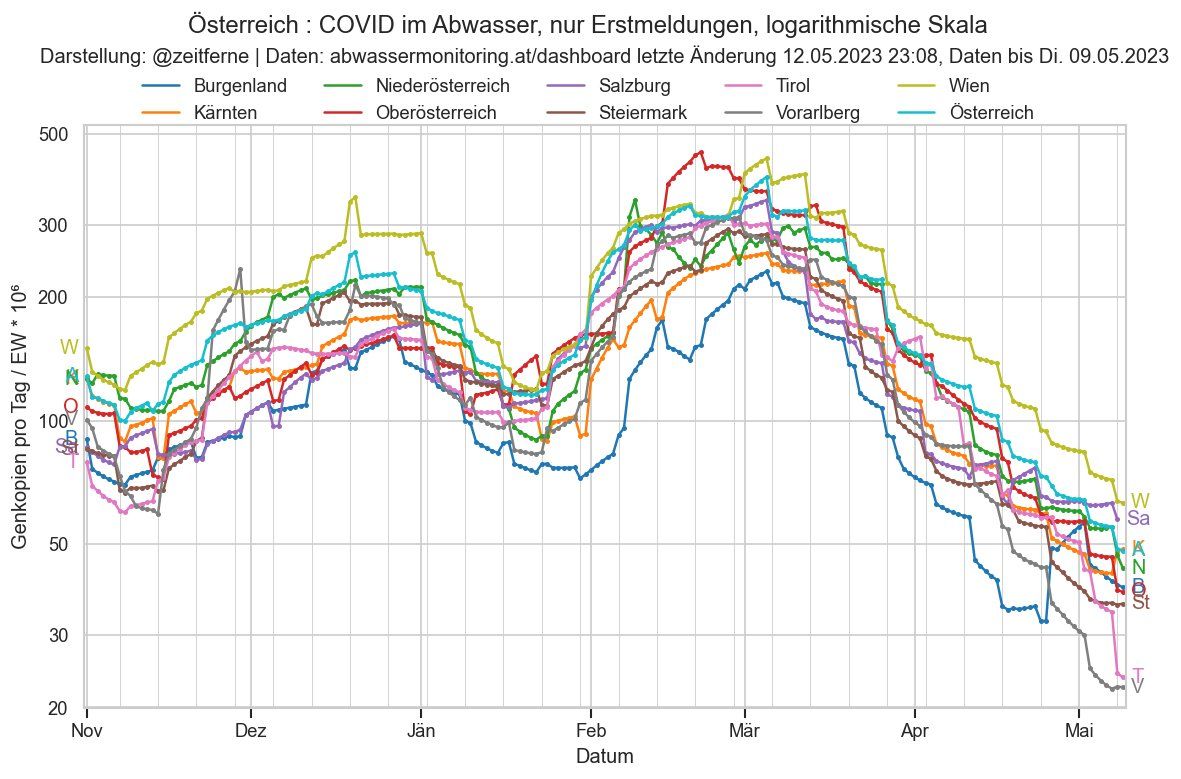 Österreich : COVID im Abwasser, nur Erstmeldungen, logarithmische Skala
Darstellung: @zeitferne | Daten: abwassermonitoring.at/dashboard letzte Änderung 12.05.2023 23:08, Daten bis Di. 09.05.2023
Burgenland Niederösterreich Salzburg Tirol Wien
Kärnten Oberösterreich Steiermark Vorarlberg Österreich
Genkopien pro Tag / EW * 10⁶
500
300
200
100
50
30
20
W
N
O
V
B
St
T
W
Sa
K
A
N
B
O
St
T
V
Nov Dez Jän Feb Mär Apr Mai
Datum